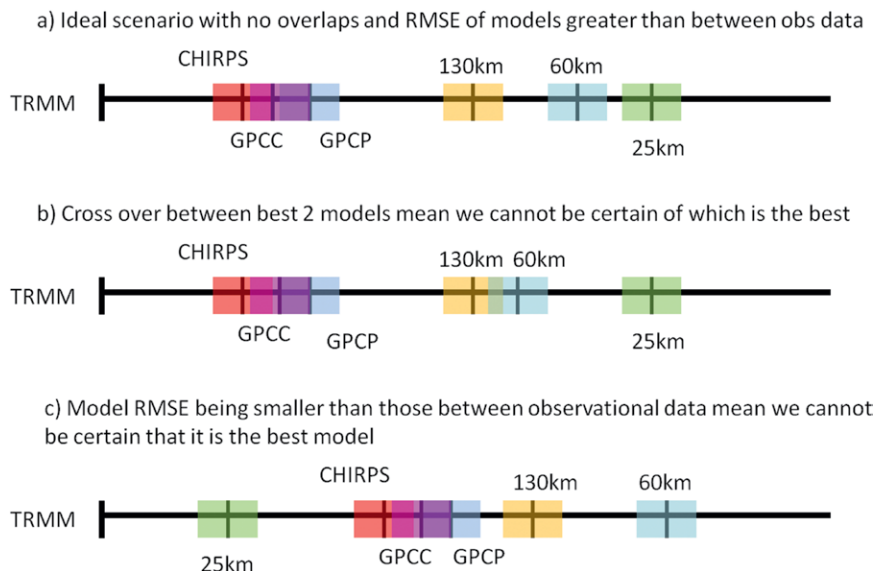 a) Ideal scenario with no overlaps and RMSE of models greater than between obs data
CHIRPS
130km
60km
TRMM
GPCC
GPCP
25km
b) Cross over between best 2 models mean we cannot be certain of which is the best
CHIRPS
130km
60km
TRMM
GPCC
GPCP
25km
c) Model RMSE being smaller than those between observational data mean we cannot
be certain that it is the best model
CHIRPS
130km
60km
TRMM
25km
GPCC
GPCP